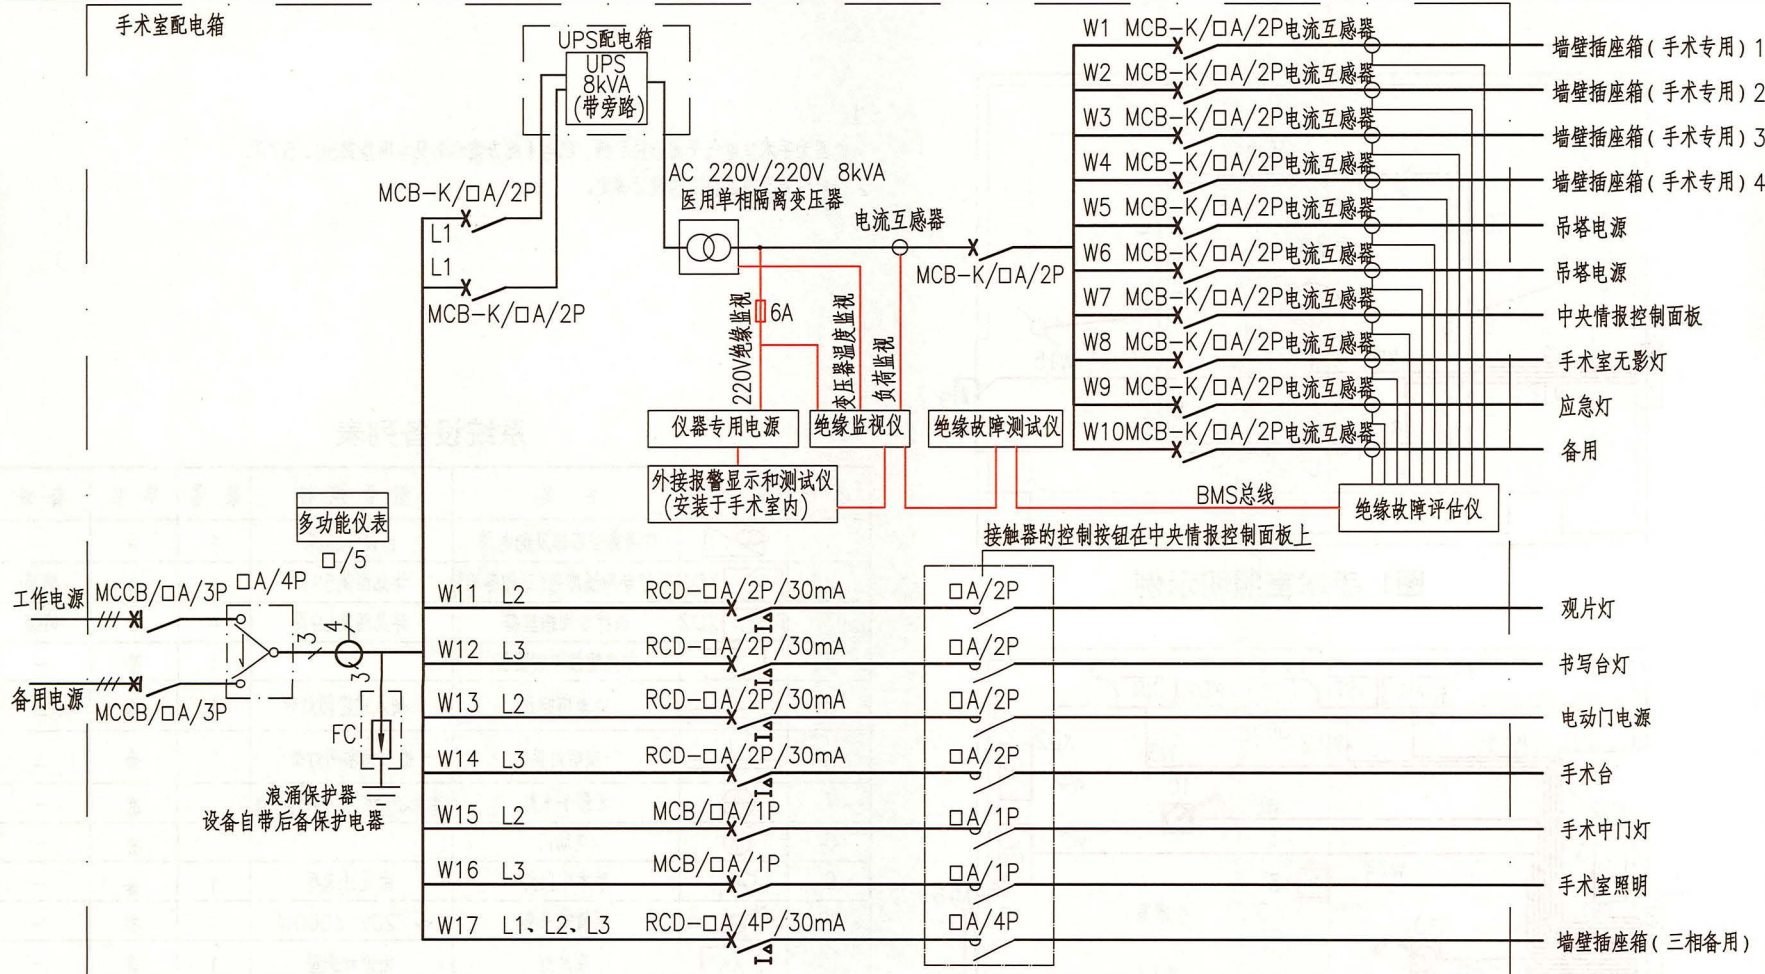 手术室配电箱
UPS配电箱
UPS
8kVA
(带旁路)
MCB-K/□A/2P
L1
L1
MCB-K/□A/2P
AC 220V/220V 8kVA
医用单相隔离变压器
电流互感器
MCB-K/□A/2P
W1 MCB-K/□A/2P电流互感器
墙壁插座箱(手术专用)1
W2 MCB-K/□A/2P电流互感器
墙壁插座箱(手术专用)2
W3 MCB-K/□A/2P电流互感器
墙壁插座箱(手术专用)3
W4 MCB-K/□A/2P电流互感器
墙壁插座箱(手术专用)4
W5 MCB-K/□A/2P电流互感器
吊塔电源
W6 MCB-K/□A/2P电流互感器
吊塔电源
W7 MCB-K/□A/2P电流互感器
中央情报控制面板
W8 MCB-K/□A/2P电流互感器
手术室无影灯
W9 MCB-K/□A/2P电流互感器
应急灯
W10MCB-K/□A/2P电流互感器
备用
220V绝缘监视
6A
变压器温度监视
负荷监视
仪器专用电源
绝缘监视仪
绝缘故障测试仪
外接报警显示和测试仪
(安装于手术室内)
BMS总线
绝缘故障评估仪
接触器的控制按钮在中央情报控制面板上
多功能仪表
□/5
工作电源
MCCB/□A/3P
□A/4P
3
4
3
备用电源
MCCB/□A/3P
FC
浪涌保护器
设备自带后备保护电器
W11 L2 RCD-□A/2P/30mA □A/2P 观片灯
W12 L3 RCD-□A/2P/30mA □A/2P 书写台灯
W13 L2 RCD-□A/2P/30mA □A/2P 电动门电源
W14 L3 RCD-□A/2P/30mA □A/2P 手术台
W15 L2 MCB/□A/1P □A/1P 手术中门灯
W16 L3 MCB/□A/1P □A/1P 手术室照明
W17 L1、L2、L3 RCD-□A/4P/30mA □A/4P 墙壁插座箱(三相备用)